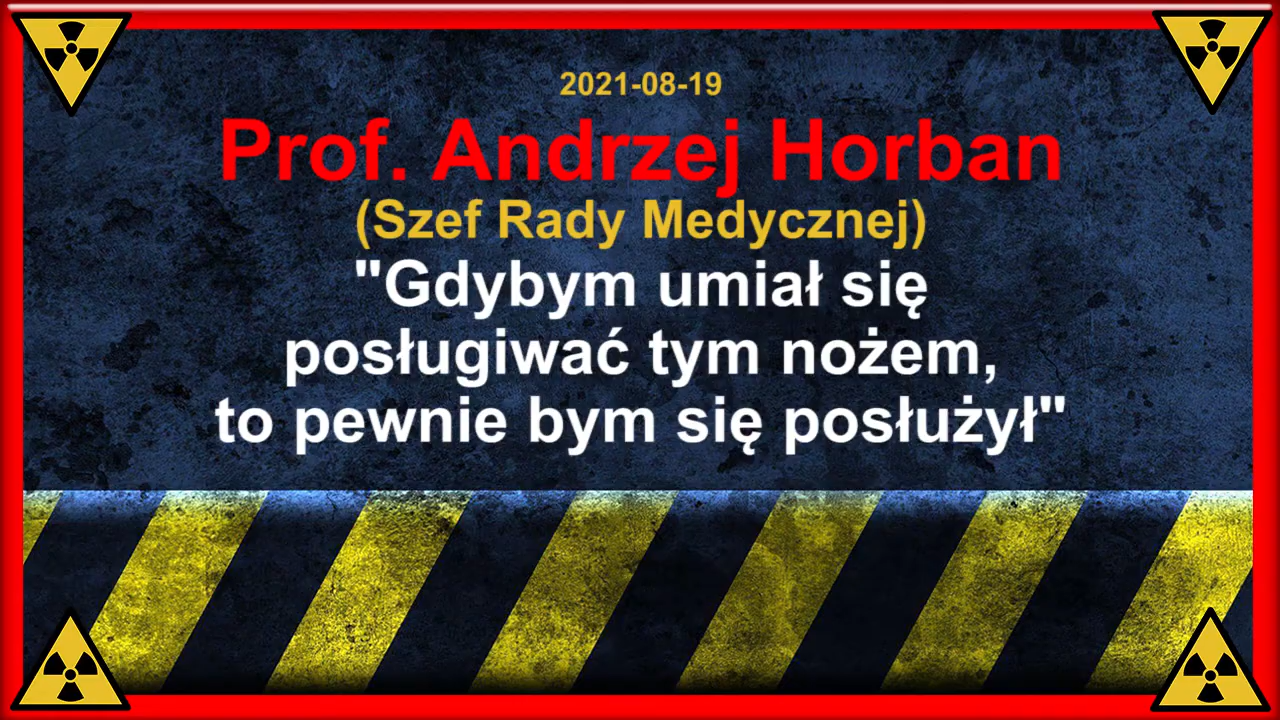 2021-08-19
Prof. Andrzej Horban
(Szef Rady Medycznej)
"Gdybym umiał się
posługiwać tym nożem,
to pewnie bym się posłużył"